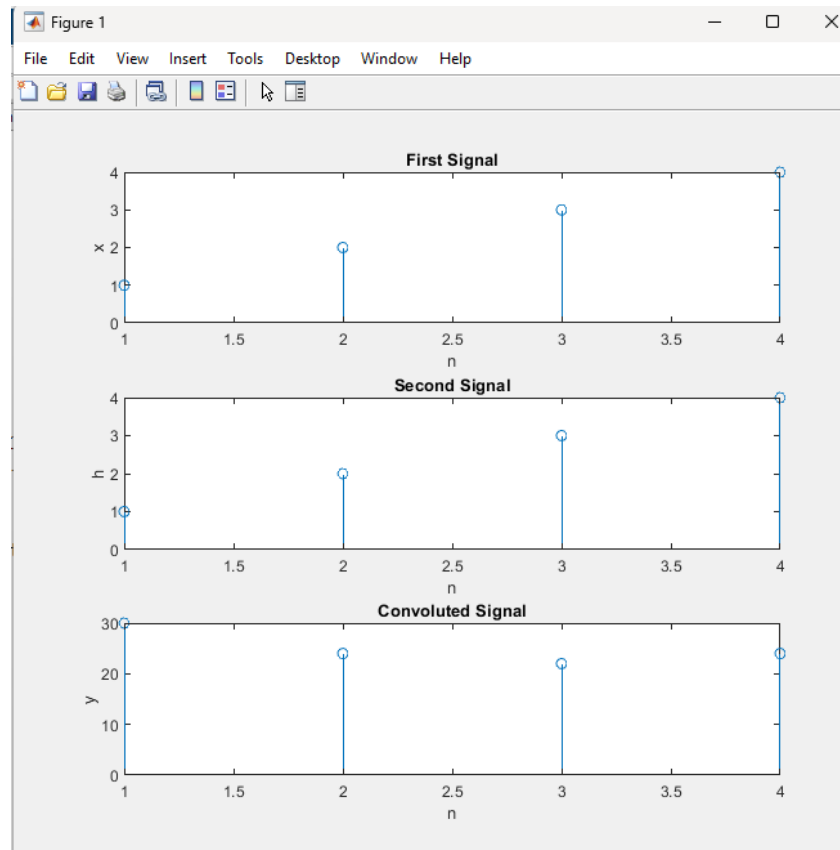 Figure 1
File Edit View Insert Tools Desktop Window Help
First Signal
4
3
2
1
0
x
1 1.5 2 2.5 3 3.5 4
n
Second Signal
4
3
2
1
0
h
1 1.5 2 2.5 3 3.5 4
n
Convoluted Signal
30
20
10
0
y
1 1.5 2 2.5 3 3.5 4
n